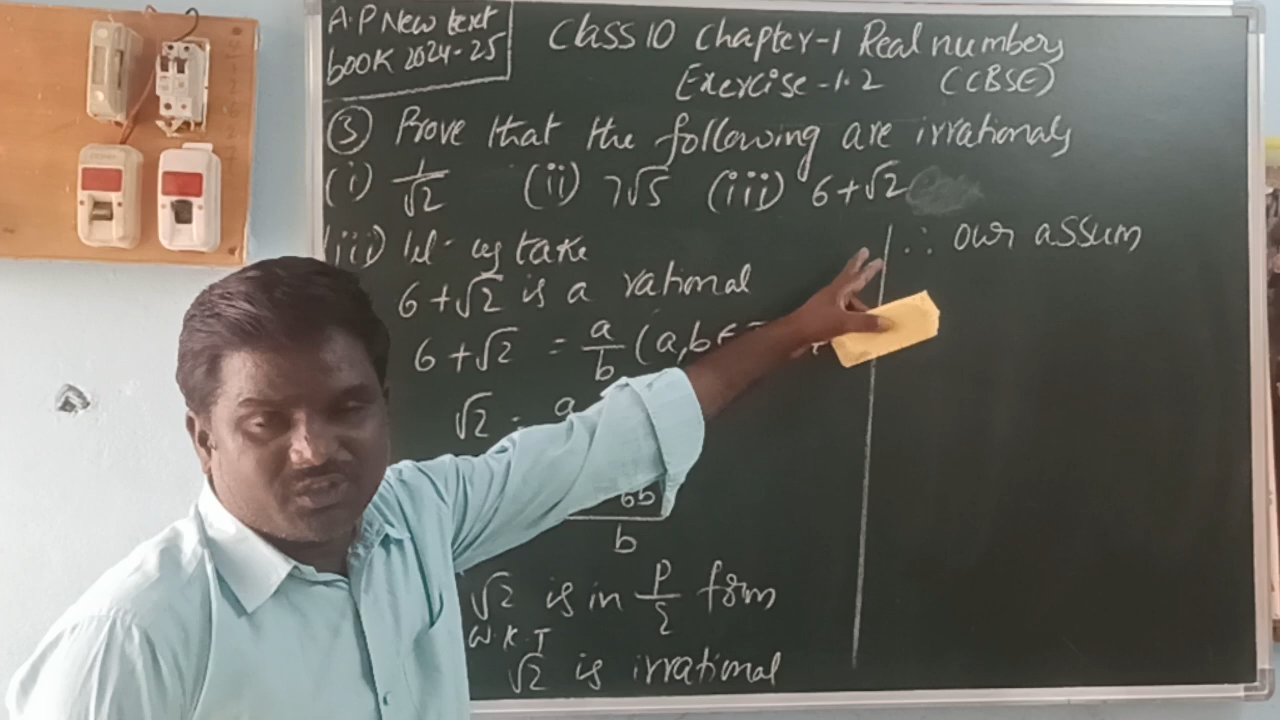 A.P New text
book 2024-25
Class 10 Chapter-1 Real numbers
Exercise-1.2 (CBSE)
③ Prove that the following are irrationals
(i) 1/√2 (ii) 7√5 (iii) 6+√2
(iii) let us take
6+√2 is a rational
6+√2 = a/b (a,b∈
√2 = a
6b
b
√2 is in p/q form
W.K.T
√2 is irrational
∴ our assum